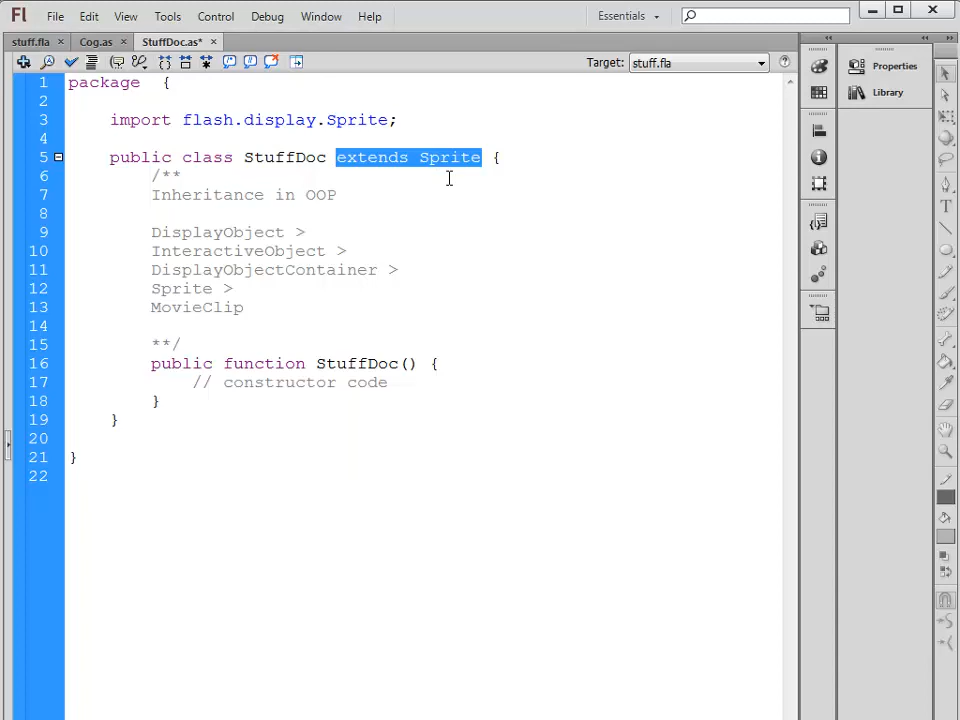 Fl File Edit View Tools Control Debug Window Help Essentials
stuff.fla × Cog.as × StuffDoc.as* ×
Target: stuff.fla
Properties
Library
1 package {
2
3 import flash.display.Sprite;
4
5 public class StuffDoc extends Sprite {
6 /**
7 Inheritance in OOP
8
9 DisplayObject >
10 InteractiveObject >
11 DisplayObjectContainer >
12 Sprite >
13 MovieClip
14
15 **/
16 public function StuffDoc() {
17 // constructor code
18 }
19 }
20
21 }
22